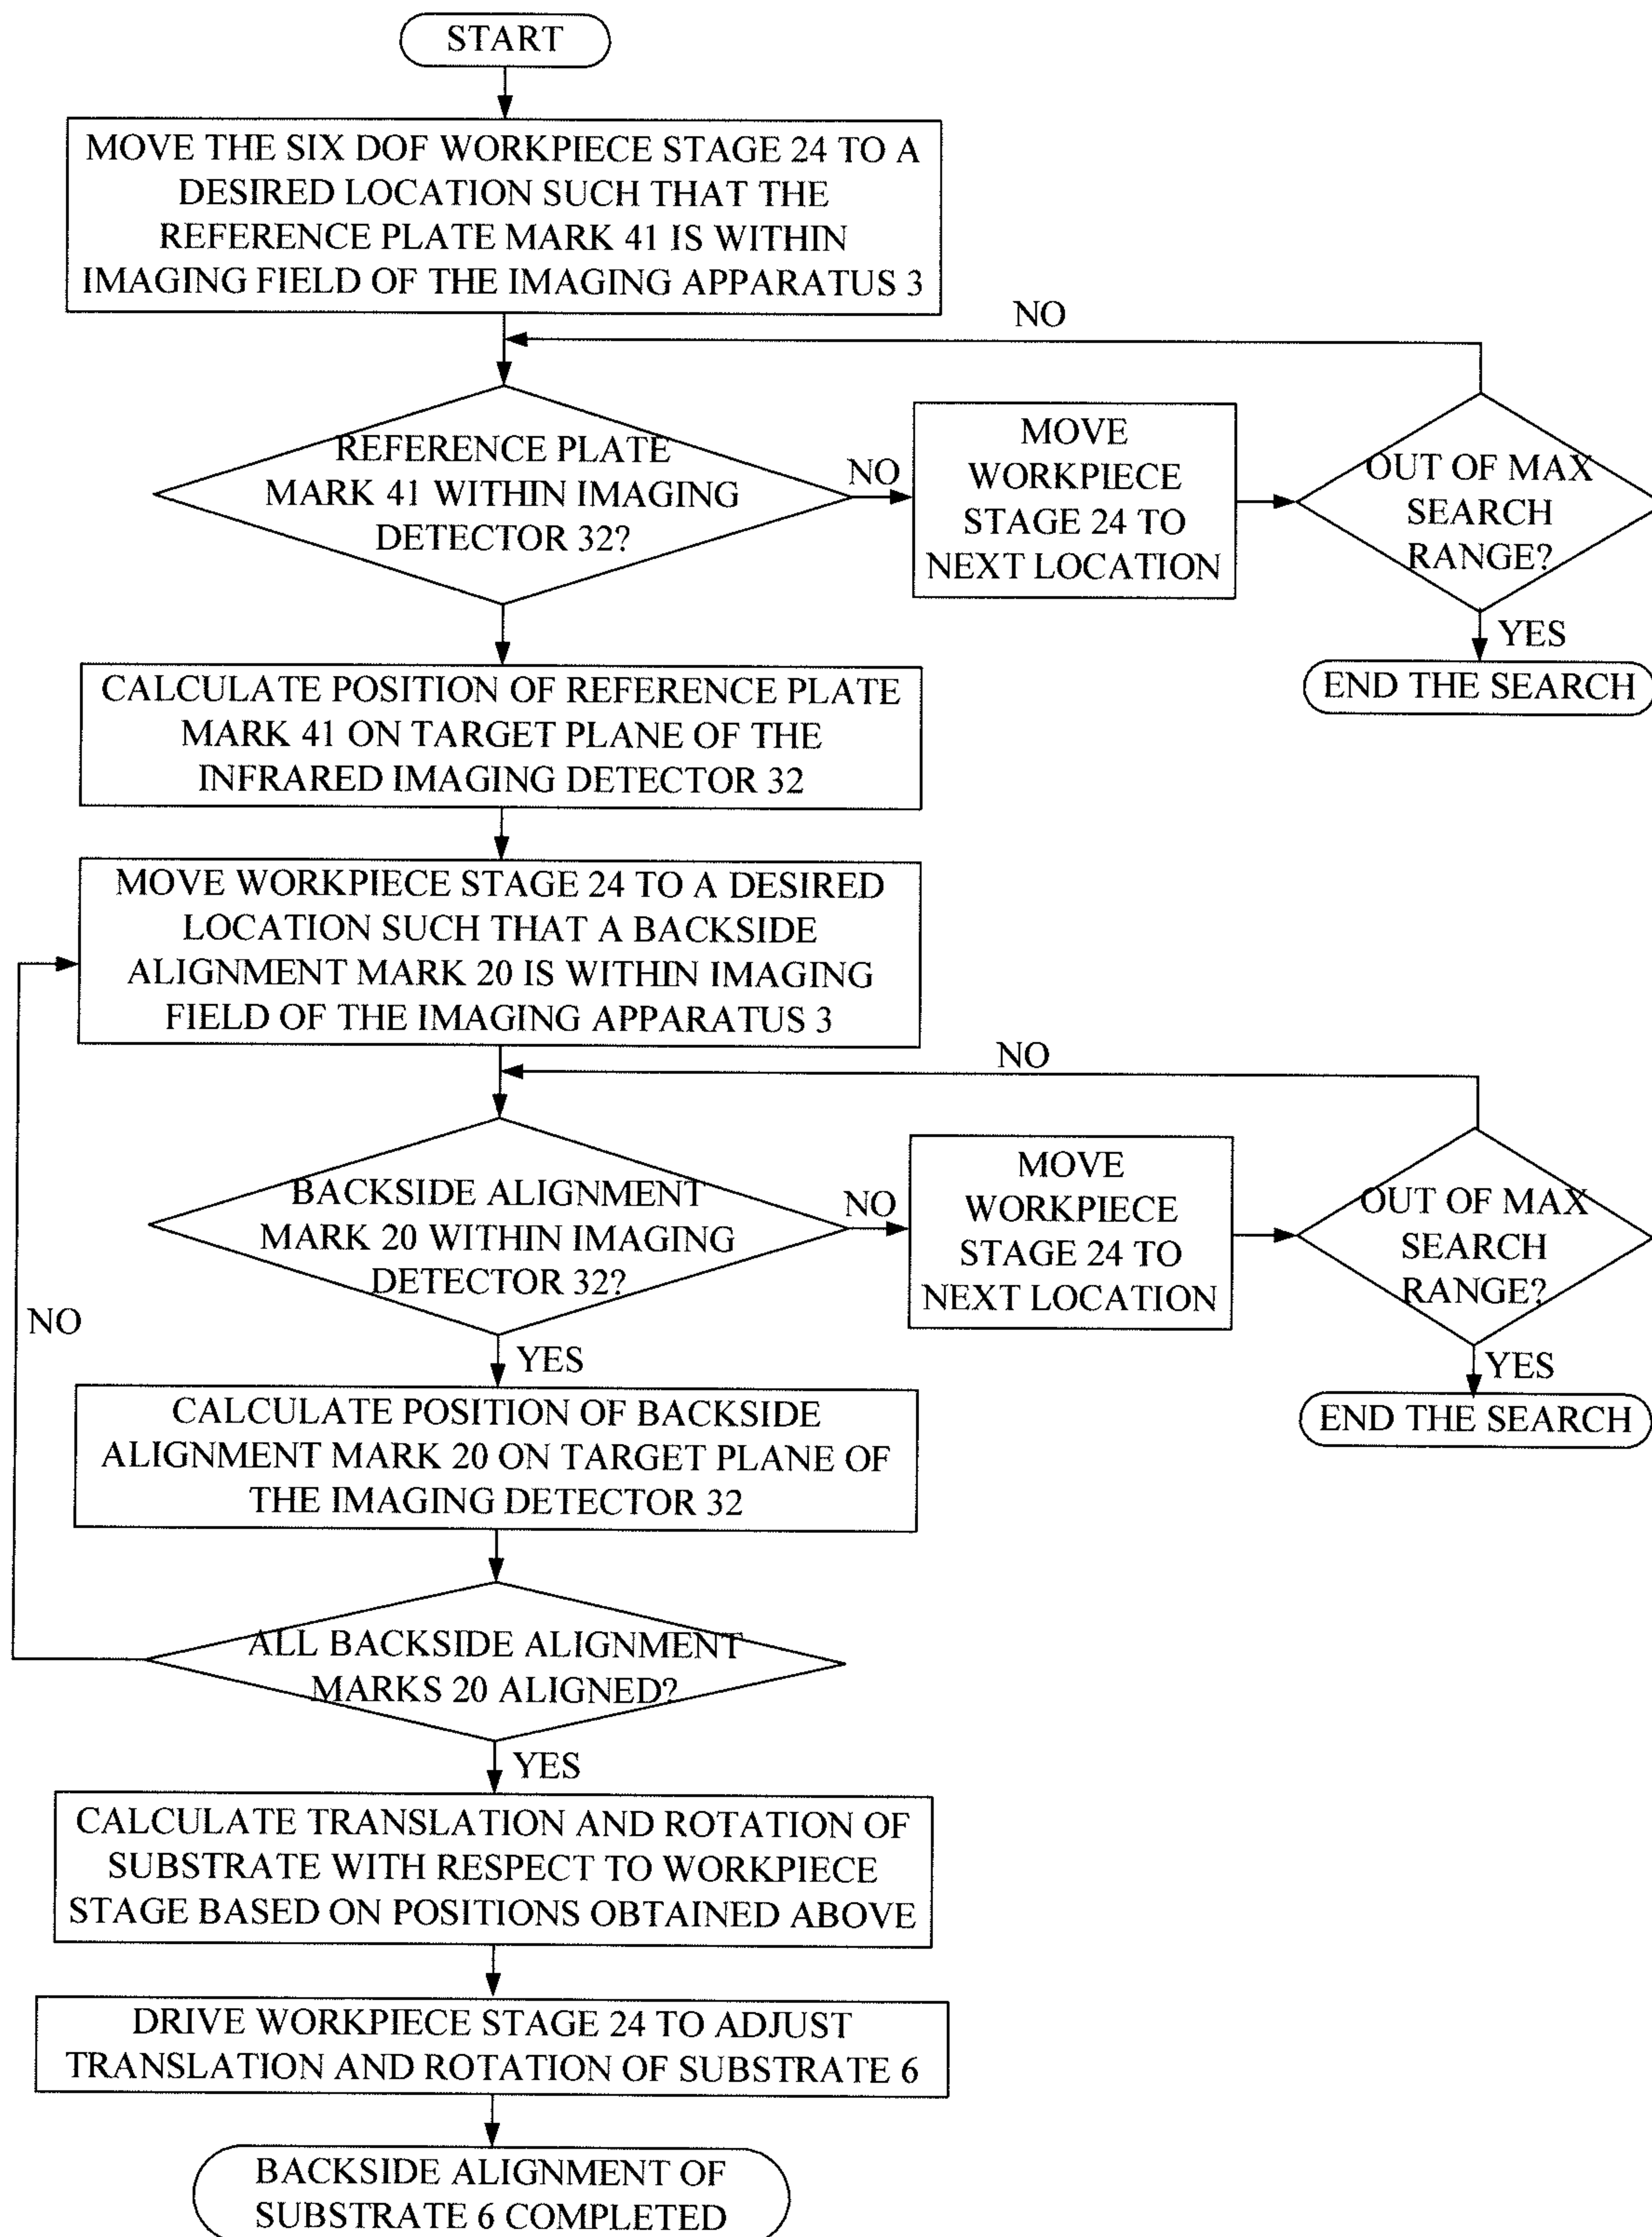 START
MOVE THE SIX DOF WORKPIECE STAGE 24 TO A
DESIRED LOCATION SUCH THAT THE
REFERENCE PLATE MARK 41 IS WITHIN
IMAGING FIELD OF THE IMAGING APPARATUS 3
NO
REFERENCE PLATE
MARK 41 WITHIN IMAGING
DETECTOR 32?
NO
MOVE
WORKPIECE
STAGE 24 TO
NEXT LOCATION
OUT OF MAX
SEARCH
RANGE?
YES
END THE SEARCH
CALCULATE POSITION OF REFERENCE PLATE
MARK 41 ON TARGET PLANE OF THE
INFRARED IMAGING DETECTOR 32
MOVE WORKPIECE STAGE 24 TO A DESIRED
LOCATION SUCH THAT A BACKSIDE
ALIGNMENT MARK 20 IS WITHIN IMAGING
FIELD OF THE IMAGING APPARATUS 3
NO
BACKSIDE ALIGNMENT
MARK 20 WITHIN IMAGING
DETECTOR 32?
NO
MOVE
WORKPIECE
STAGE 24 TO
NEXT LOCATION
OUT OF MAX
SEARCH
RANGE?
YES
END THE SEARCH
NO
YES
CALCULATE POSITION OF BACKSIDE
ALIGNMENT MARK 20 ON TARGET PLANE OF
THE IMAGING DETECTOR 32
ALL BACKSIDE ALIGNMENT
MARKS 20 ALIGNED?
YES
CALCULATE TRANSLATION AND ROTATION OF
SUBSTRATE WITH RESPECT TO WORKPIECE
STAGE BASED ON POSITIONS OBTAINED ABOVE
DRIVE WORKPIECE STAGE 24 TO ADJUST
TRANSLATION AND ROTATION OF SUBSTRATE 6
BACKSIDE ALIGNMENT OF
SUBSTRATE 6 COMPLETED